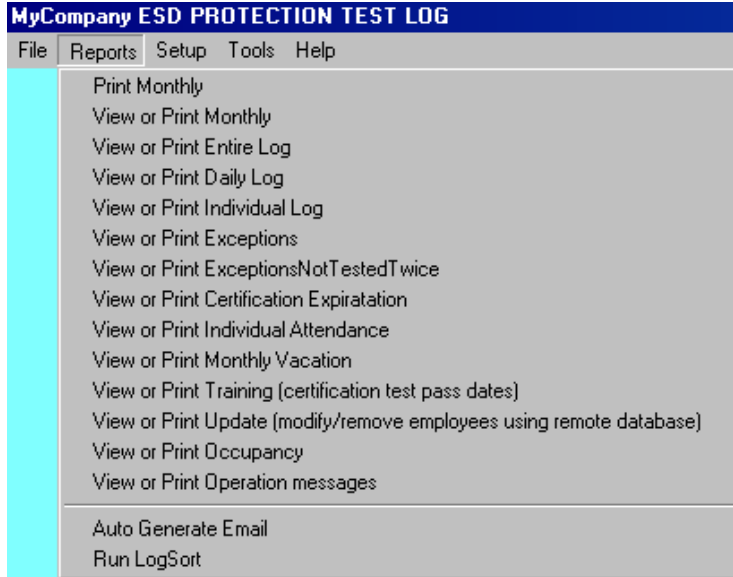 MyCompany ESD PROTECTION TEST LOG
File Reports Setup Tools Help
Print Monthly
View or Print Monthly
View or Print Entire Log
View or Print Daily Log
View or Print Individual Log
View or Print Exceptions
View or Print ExceptionsNotTestedTwice
View or Print Certification Expiratation
View or Print Individual Attendance
View or Print Monthly Vacation
View or Print Training (certification test pass dates)
View or Print Update (modify/remove employees using remote database)
View or Print Occupancy
View or Print Operation messages
Auto Generate Email
Run LogSort